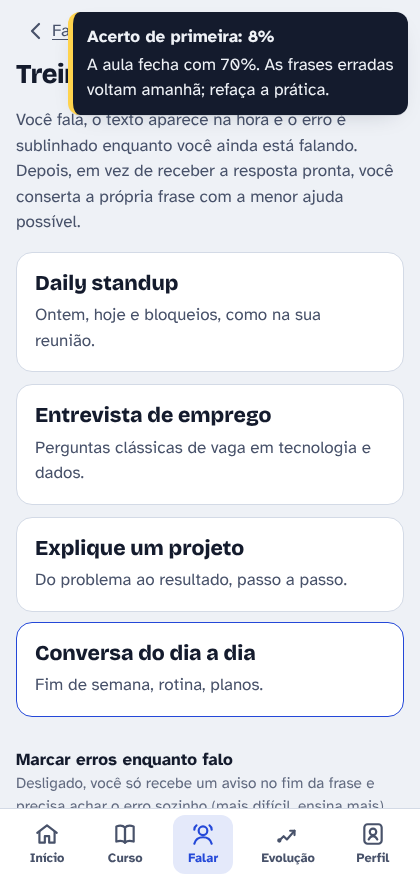 Acerto de primeira: 8%
A aula fecha com 70%. As frases erradas
voltam amanhã; refaça a prática.
Você fala, o texto aparece na hora e o erro é
sublinhado enquanto você ainda está falando.
Depois, em vez de receber a resposta pronta, você
conserta a própria frase com a menor ajuda
possível.
Daily standup
Ontem, hoje e bloqueios, como na sua
reunião.
Entrevista de emprego
Perguntas clássicas de vaga em tecnologia e
dados.
Explique um projeto
Do problema ao resultado, passo a passo.
Conversa do dia a dia
Fim de semana, rotina, planos.
Marcar erros enquanto falo
Desligado, você só recebe um aviso no fim da frase e
precisa achar o erro sozinho (mais difícil, ensina mais)
Início
Curso
Falar
Evolução
Perfil